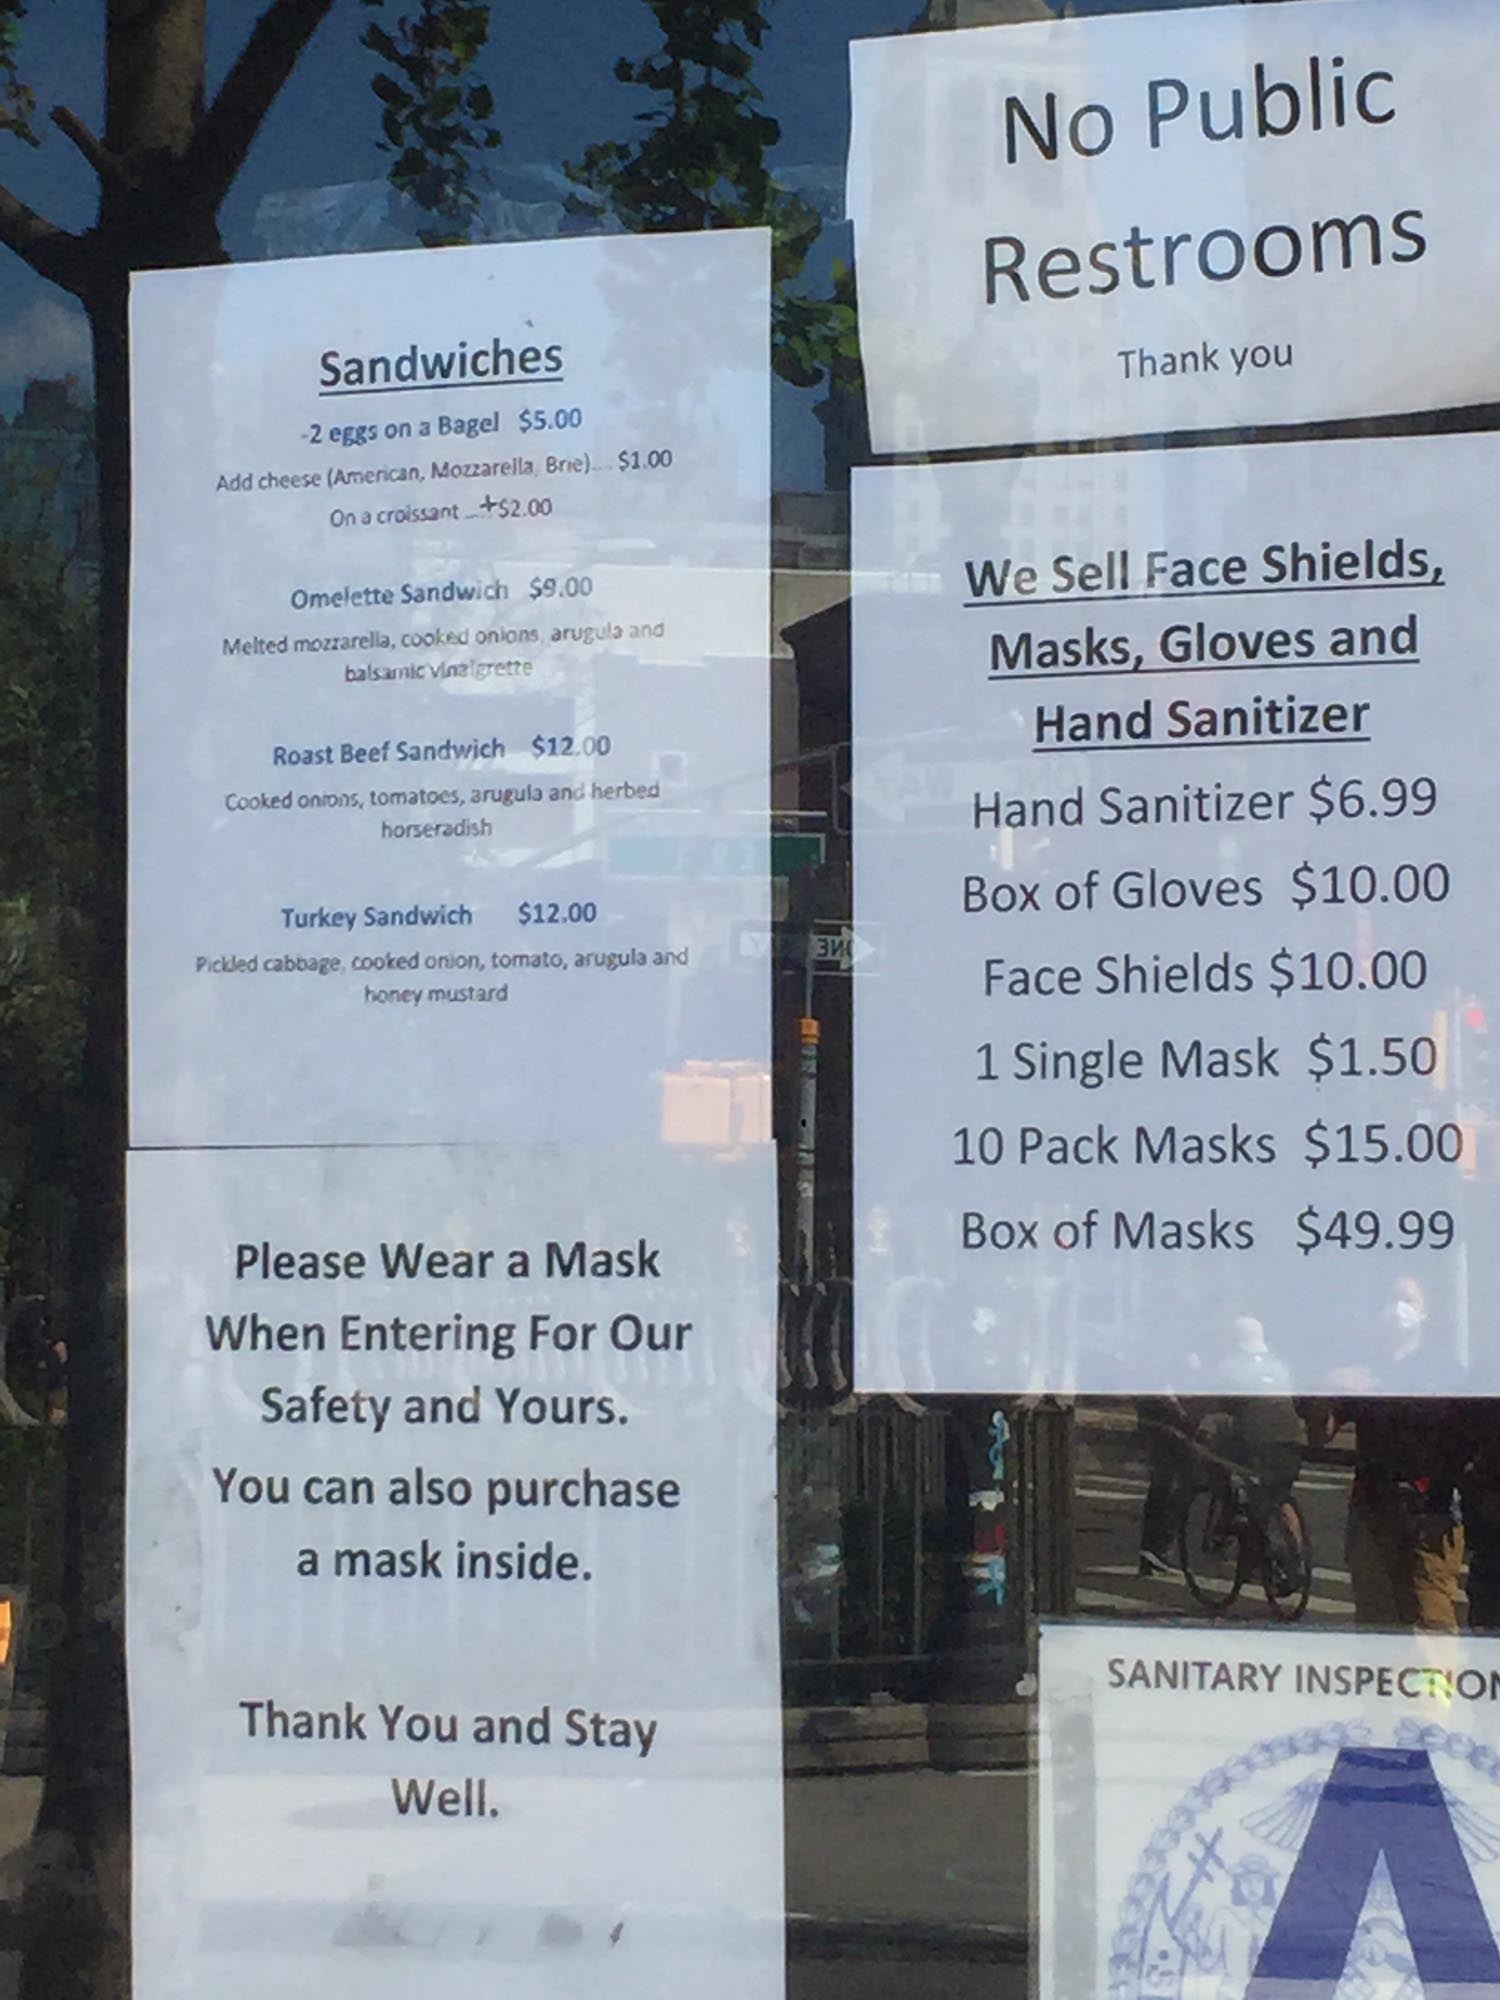 No Public
Restrooms
Thank you
Sandwiches
-2 eggs on a Bagel $5.00
Add cheese (American, Mozzarella, Brie)... $1.00
On a croissant ...+$2.00
Omelette Sandwich $9.00
Melted mozzarella, cooked onions, arugula and
balsamic vinaigrette
Roast Beef Sandwich $12.00
Cooked onions, tomatoes, arugula and herbed
horseradish
Turkey Sandwich $12.00
Pickled cabbage, cooked onion, tomato, arugula and
honey mustard
Please Wear a Mask
When Entering For Our
Safety and Yours.
You can also purchase
a mask inside.
Thank You and Stay
Well.
We Sell Face Shields,
Masks, Gloves and
Hand Sanitizer
Hand Sanitizer $6.99
Box of Gloves $10.00
Face Shields $10.00
1 Single Mask $1.50
10 Pack Masks $15.00
Box of Masks $49.99
SANITARY INSPECTION
A